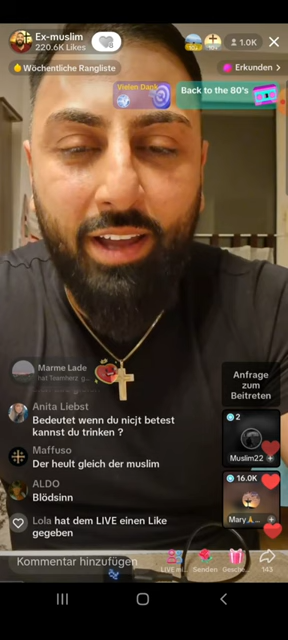 Ex-muslim
220.6K Likes
1.0K
Wöchentliche Rangliste
Erkunden >
Vielen Dank
Back to the 80's
Marme Lade
hat Teamherz g...
Anfrage
zum
Beitreten
Anita Liebst
Bedeutet wenn du nicjt betest
kannst du trinken ?
2
Muslim22
Maffuso
Der heult gleich der muslim
16.0K
ALDO
Blödsinn
Mary
Lola hat dem LIVE einen Like
gegeben
Kommentar hinzufügen
LIVE mi...
Senden
Gesche...
143